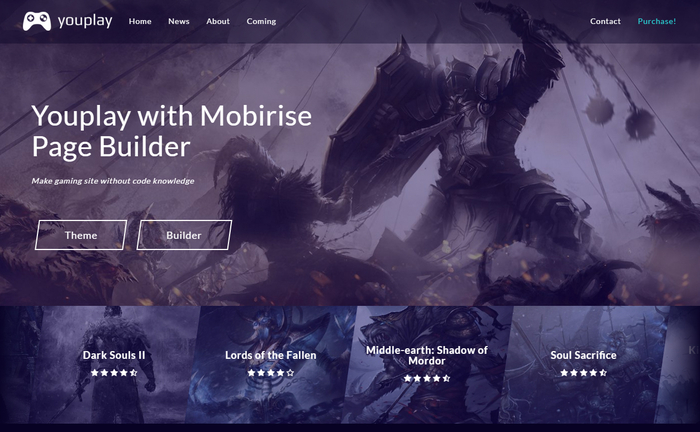 youplay Home News About Coming Contact Purchase!
Youplay with Mobirise
Page Builder
Make gaming site without code knowledge
Theme Builder
Dark Souls II
Lords of the Fallen
Middle-earth: Shadow of
Mordor
Soul Sacrifice